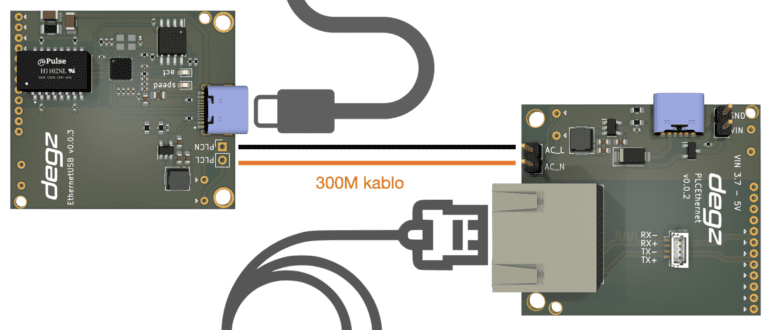 Pulse
H1102NL
act
speed
degz
EthernetUSB v0.0.3
PLCN
PLCL
300M kablo
AC_L
AC_N
GND
VIN
VIN 3.7 - 5V
degz
PLCEthernet
v0.0.2
RX-
RX+
TX-
TX+